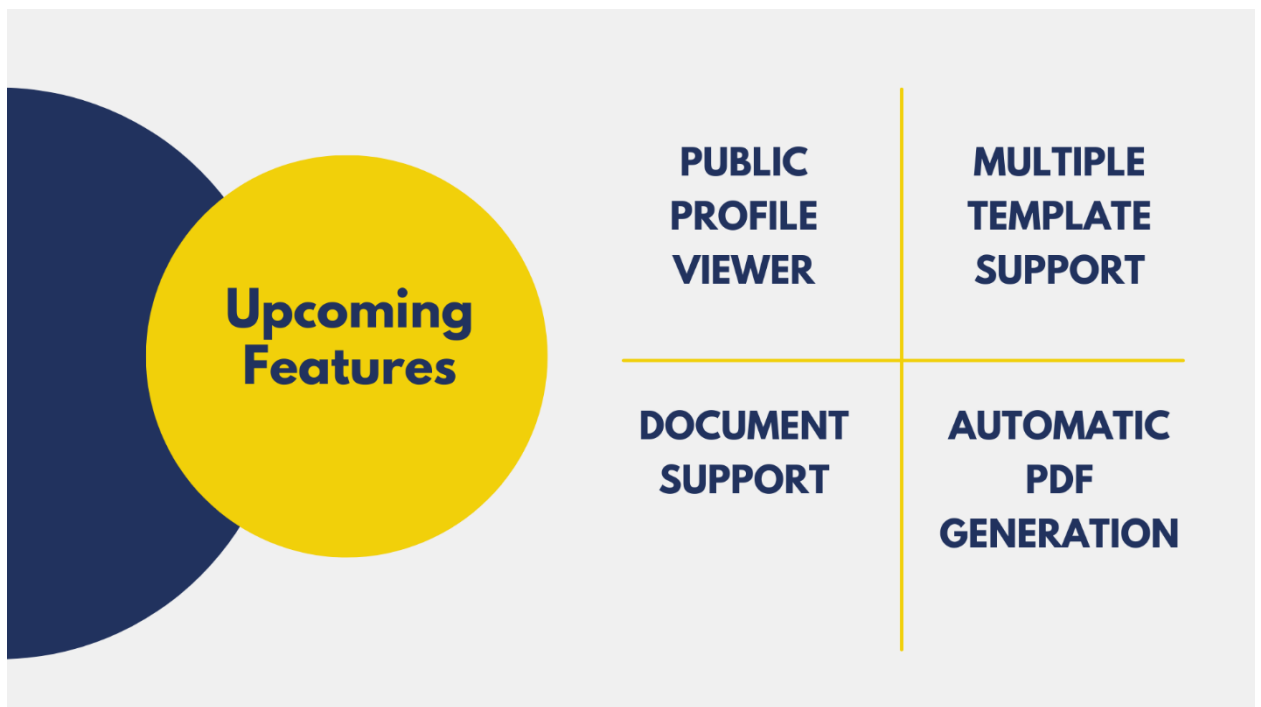 Upcoming
Features
PUBLIC
PROFILE
VIEWER
MULTIPLE
TEMPLATE
SUPPORT
DOCUMENT
SUPPORT
AUTOMATIC
PDF
GENERATION